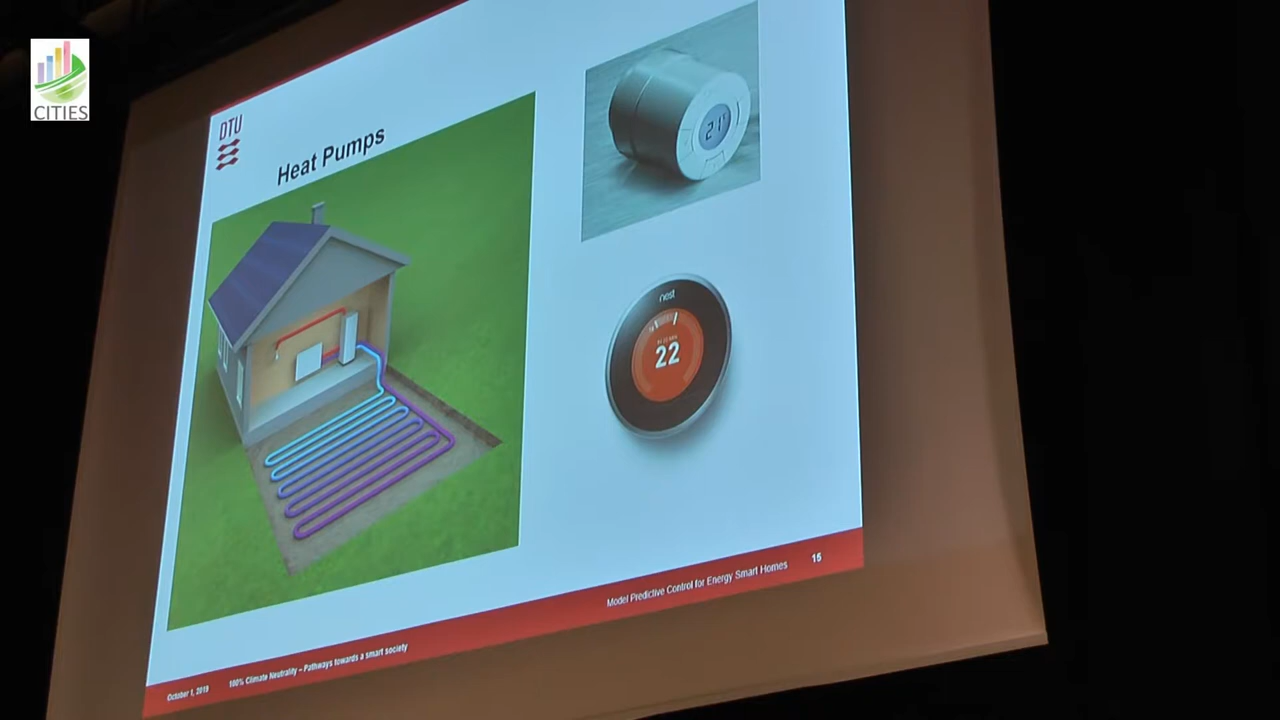 CITIES
DTU
Heat Pumps
21°
nest
22
Model Predictive Control for Energy Smart Homes
15
October 1, 2019
100% Climate Neutrality – Pathways towards a smart society